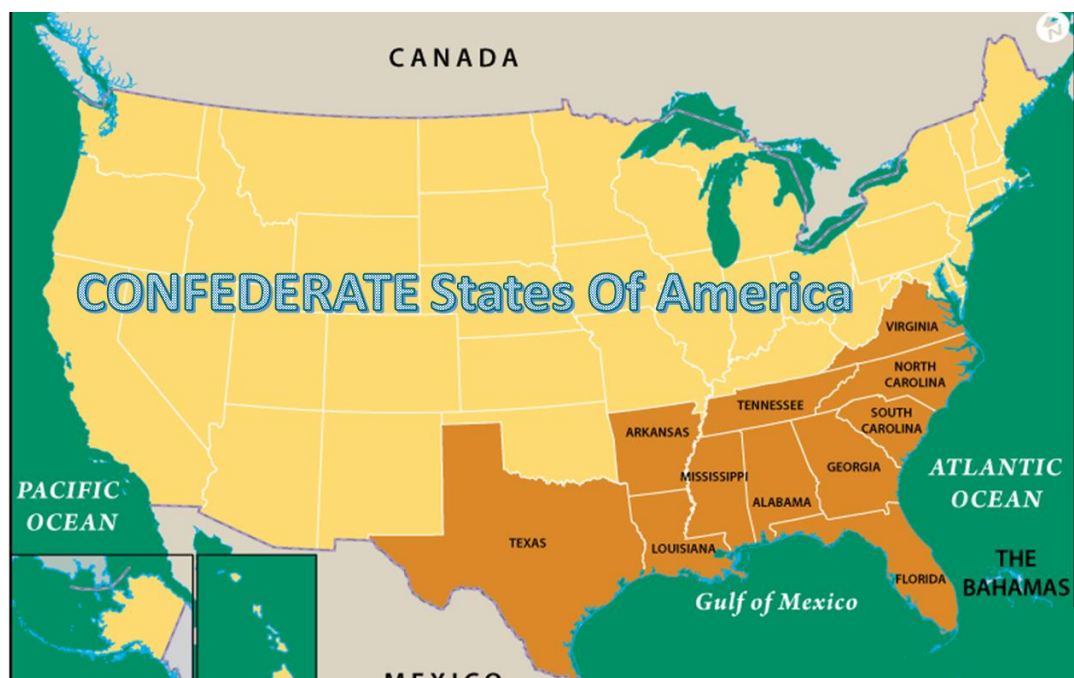 CANADA
CONFEDERATE States Of America
VIRGINIA
NORTH
CAROLINA
TENNESSEE
SOUTH
CAROLINA
ARKANSAS
MISSISSIPPI
ALABAMA
GEORGIA
ATLANTIC
OCEAN
PACIFIC
OCEAN
TEXAS
LOUISIANA
FLORIDA
THE
BAHAMAS
Gulf of Mexico
MEXICO